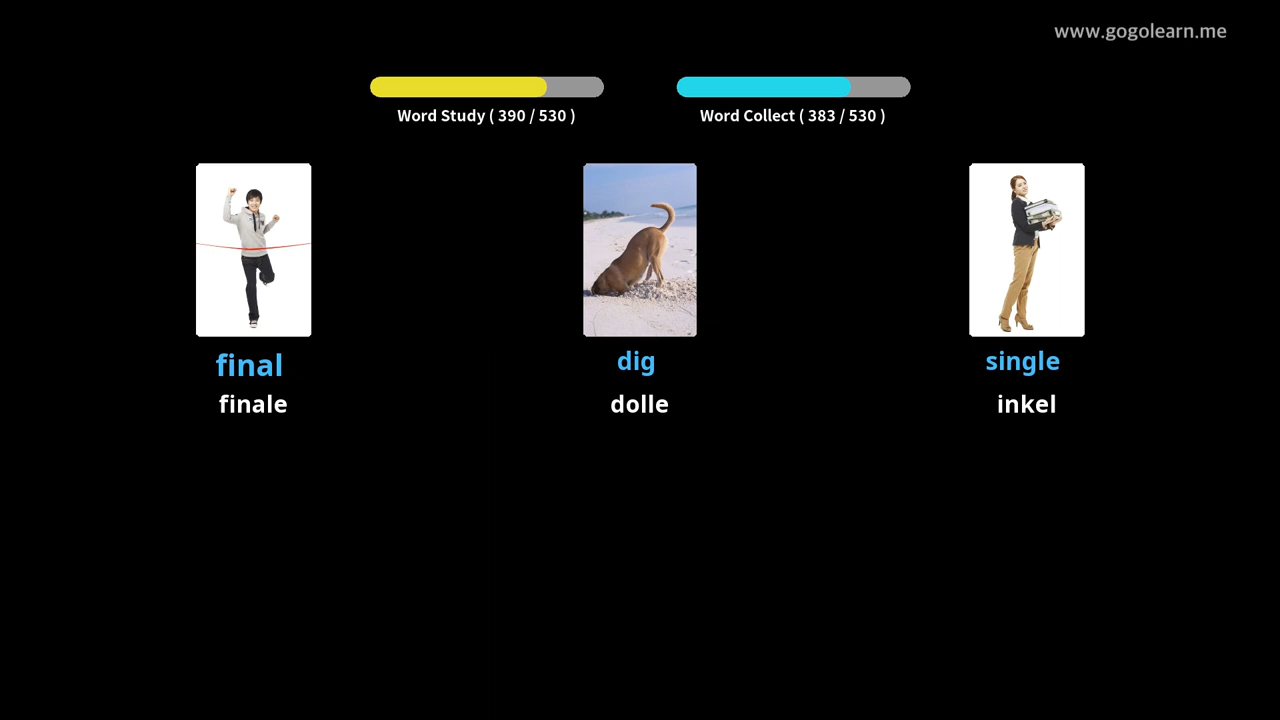 www.gogolearn.me
Word Study ( 390 / 530 )
Word Collect ( 383 / 530 )
final
dig
single
finale
dolle
inkel